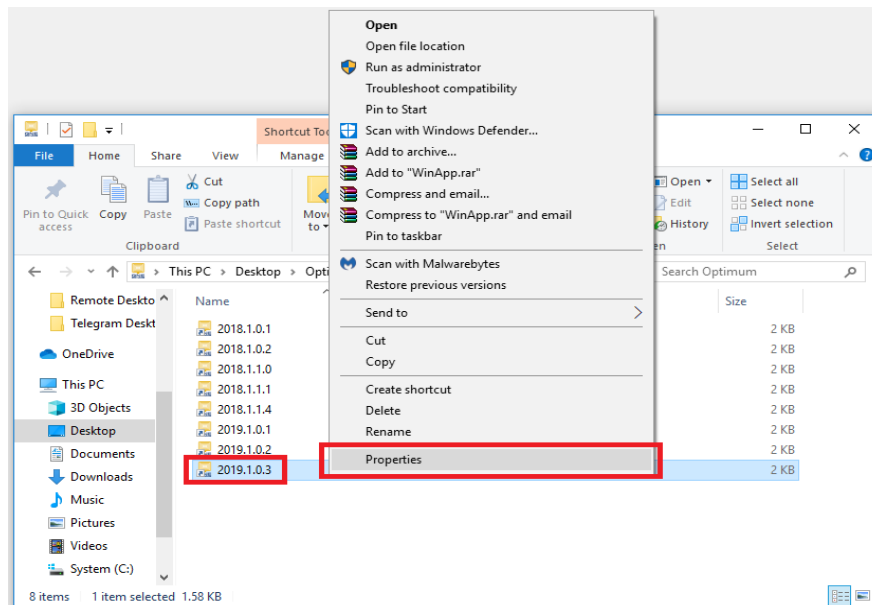 Open
Open file location
Run as administrator
Troubleshoot compatibility
Pin to Start
Scan with Windows Defender...
Add to archive...
Add to "WinApp.rar"
Compress and email...
Compress to "WinApp.rar" and email
Pin to taskbar
Scan with Malwarebytes
Restore previous versions
Send to
Cut
Copy
Create shortcut
Delete
Rename
Properties
Shortcut Too
File Home Share View Manage
Pin to Quick access
Copy
Paste
Cut
Copy path
Paste shortcut
Move to
Clipboard
Open
Edit
History
en
Select all
Select none
Invert selection
Select
This PC > Desktop > Opti
Search Optimum
Remote Deskto
Telegram Deskt
OneDrive
This PC
3D Objects
Desktop
Documents
Downloads
Music
Pictures
Videos
System (C:)
Name Size
2018.1.0.1 2 KB
2018.1.0.2 2 KB
2018.1.1.0 2 KB
2018.1.1.1 2 KB
2018.1.1.4 2 KB
2019.1.0.1 2 KB
2019.1.0.2 2 KB
2019.1.0.3 2 KB
8 items 1 item selected 1.58 KB